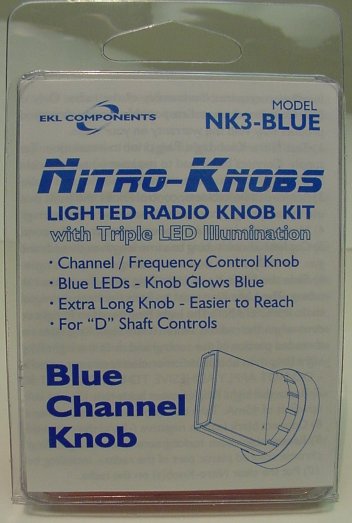 EKL COMPONENTS
MODEL
NK3-BLUE
NITRO-KNOBS
LIGHTED RADIO KNOB KIT
with Triple LED Illumination
· Channel / Frequency Control Knob
· Blue LEDs - Knob Glows Blue
· Extra Long Knob - Easier to Reach
· For “D” Shaft Controls
Blue
Channel
Knob